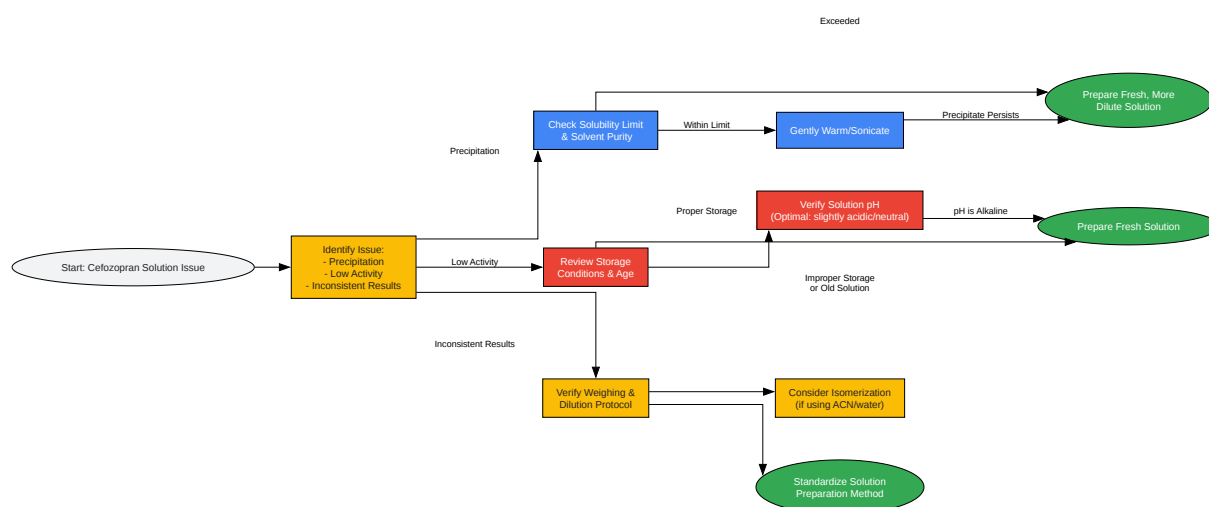 Exceeded
Prepare Fresh, More
Dilute Solution
Check Solubility Limit
& Solvent Purity
Within Limit
Gently Warm/Sonicate
Precipitate Persists
Precipitation
Proper Storage
Verify Solution pH
(Optimal: slightly acidic/neutral)
pH is Alkaline
Prepare Fresh Solution
Start: Cefozopran Solution Issue
Identify Issue:
- Precipitation
- Low Activity
- Inconsistent Results
Low Activity
Review Storage
Conditions & Age
Improper Storage
or Old Solution
Inconsistent Results
Verify Weighing &
Dilution Protocol
Consider Isomerization
(if using ACN/water)
Standardize Solution
Preparation Method